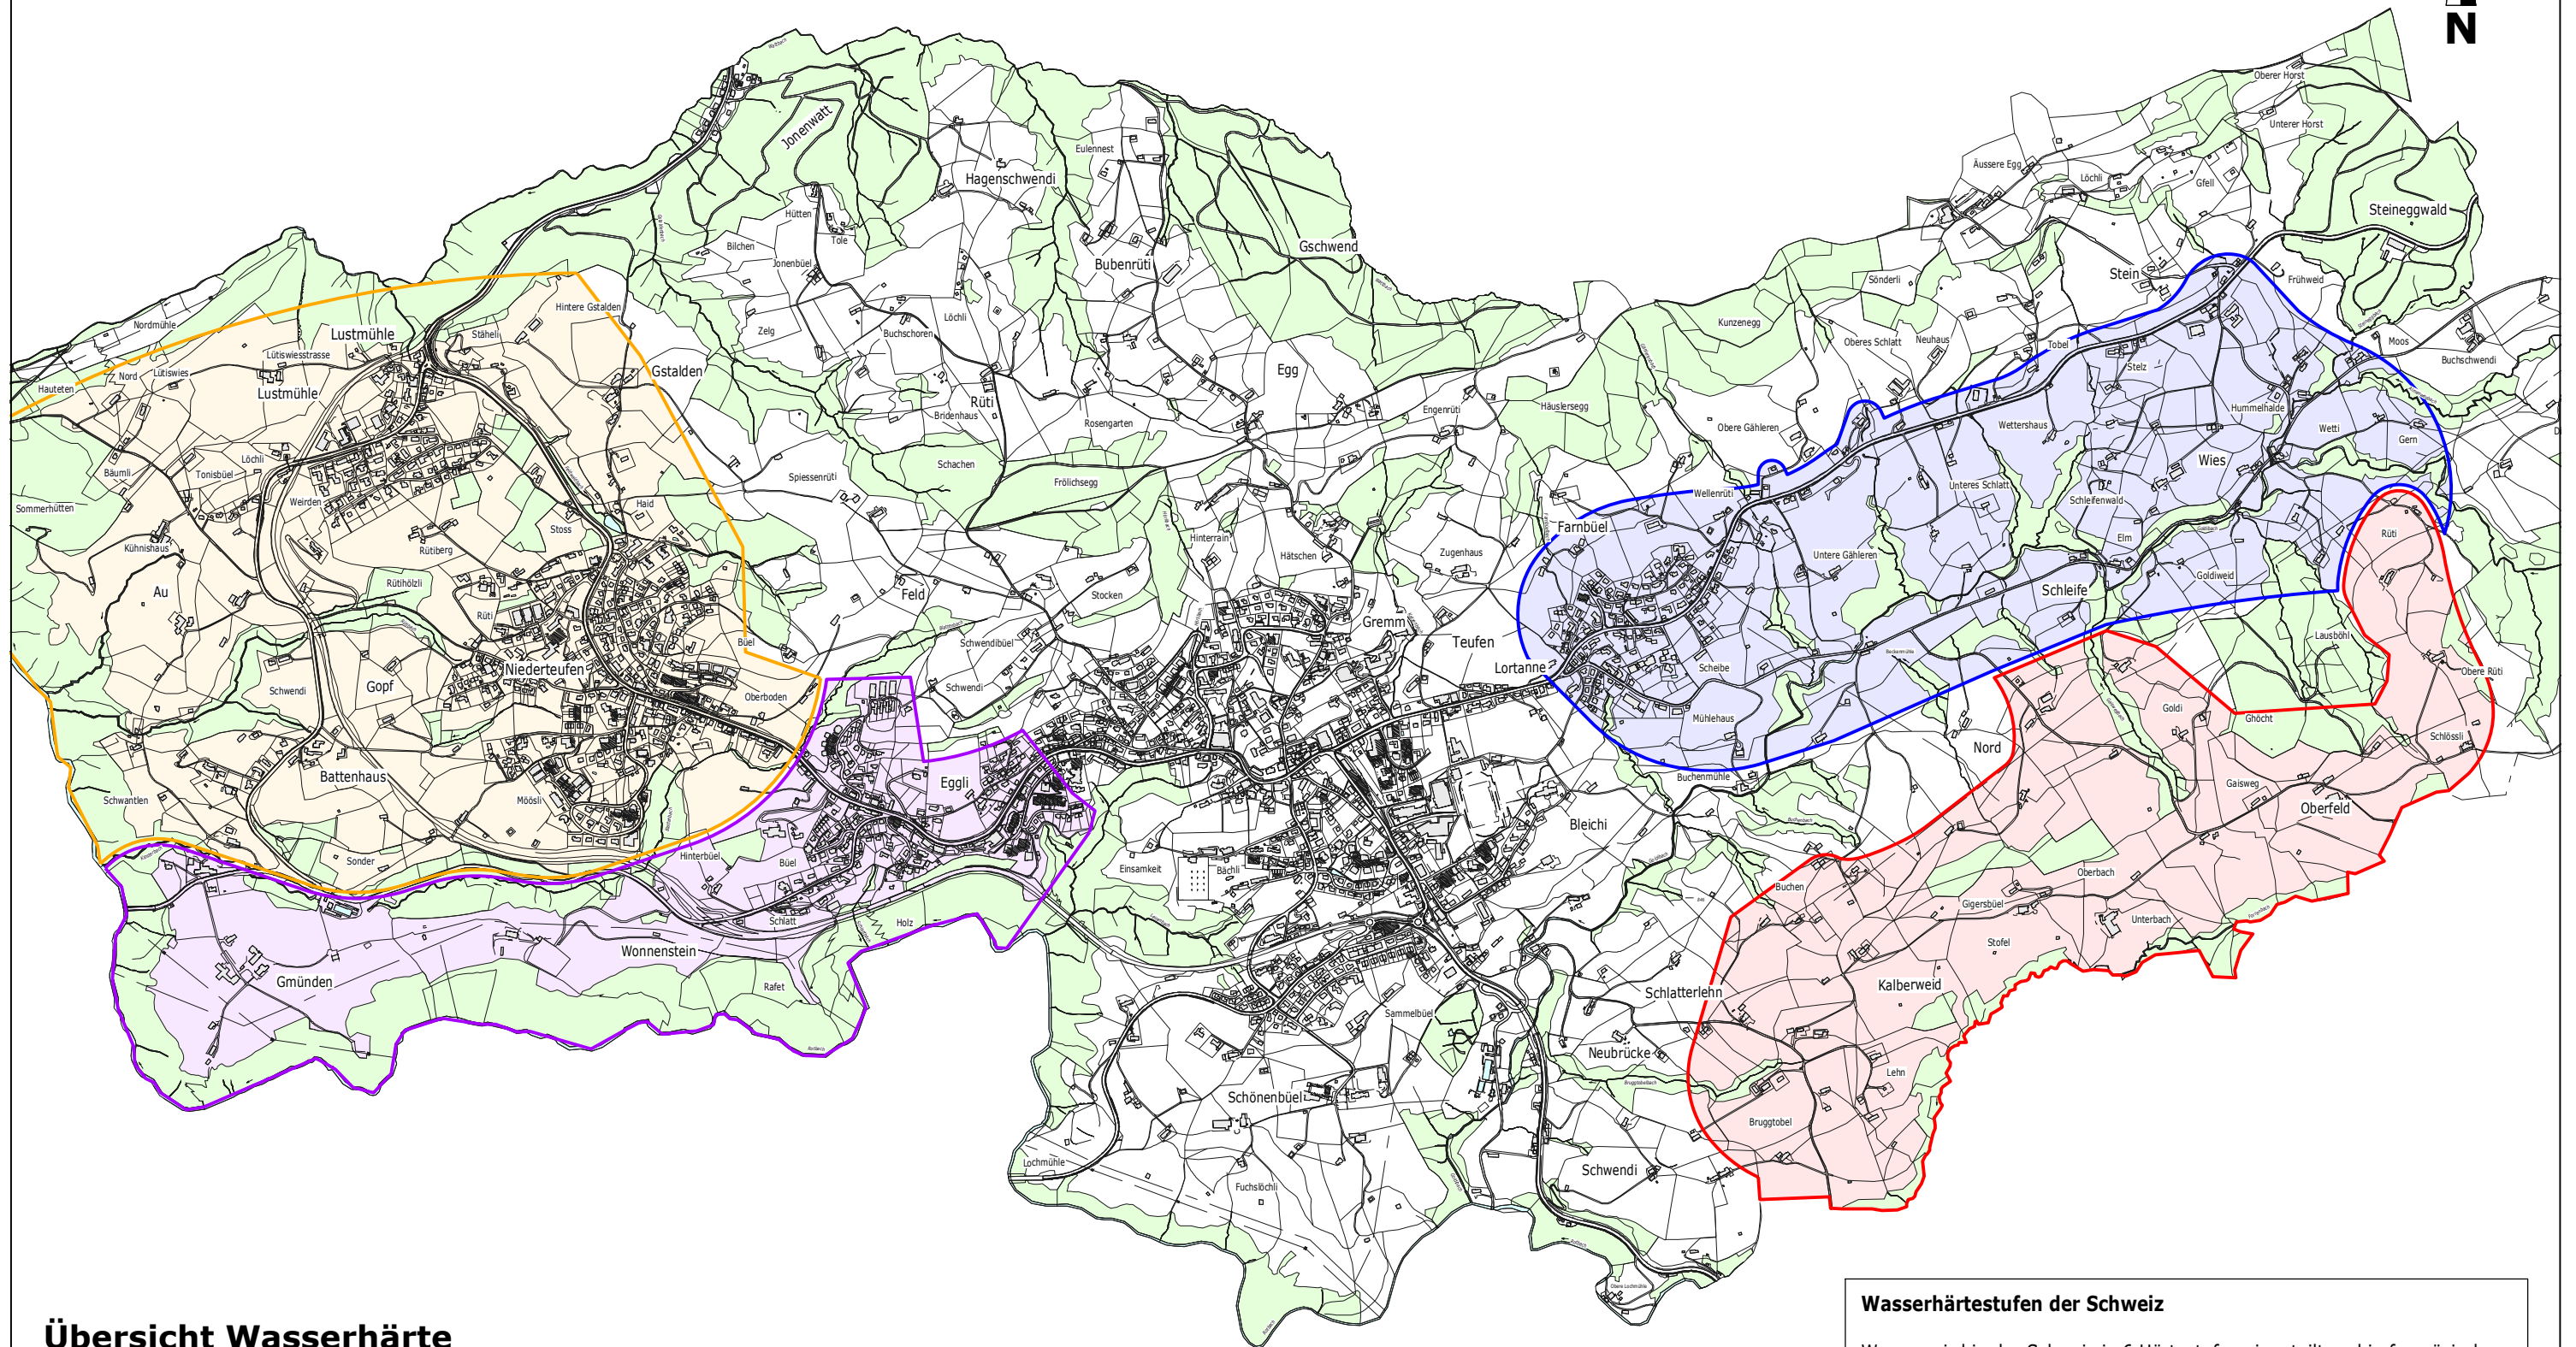 N
Oberer Horst
Unterer Horst
Jonenwatt
Eulennest
Äussere Egg
Löchli
Gfell
Hagenschwendi
Bubenrüti
Gschwend
Steineggwald
Hütten
Tole
Bilchen
Jonenbüel
Stein
Sönderli
Frühweid
Hintere Gstalden
Nordmühle
Lustmühle
Stäheli
Zelg
Buchschoren
Löchli
Kunzenegg
Oberes Schlatt
Neuhaus
Tobel
Moos
Buchschwendi
Lütiswiesstrasse
Nord
Lütiswies
Hauteten
Lustmühle
Gstalden
Rüti
Bridenhaus
Egg
Stelz
Rosengarten
Engenrüti
Häuslersegg
Obere Gähleren
Wettershaus
Hummelhalde
Wetti
Gern
Bäumli
Tonisbüel
Löchli
Schachen
Spiessenrüti
Frölichsegg
Wies
Sommerhütten
Weirden
Haid
Stoss
Wellenrüti
Unteres Schlatt
Schleifenwald
Kühnishaus
Rütiberg
Farnbüel
Hinterrain
Hätschen
Zugenhaus
Untere Gähleren
Elm
Rüti
Au
Rütihölzli
Feld
Stocken
Schleife
Goldiweid
Rüti
Büel
Schwendibüel
Gremm
Teufen
Lausböhl
Niederteufen
Lortanne
Scheibe
Beckenmühle
Obere Rüti
Schwendi
Gopf
Oberboden
Schwendi
Mühlehaus
Goldi
Ghöcht
Nord
Schlössli
Battenhaus
Eggli
Buchenmühle
Gaisweg
Schwantlen
Möösli
Bleichi
Oberfeld
Sonder
Hinterbüel
Büel
Einsamkeit
Bächli
Buchen
Oberbach
Gigersbüel
Schlatt
Holz
Unterbach
Wonnenstein
Stofel
Gmünden
Rafet
Schlatterlehn
Kalberweid
Sammelbüel
Neubrücke
Lehn
Schönenbüel
Bruggtobel
Lochmühle
Schwendi
Fuchslöchli
Obere Lochmühle
Wasserhärtestufen der Schweiz
Übersicht Wasserhärte